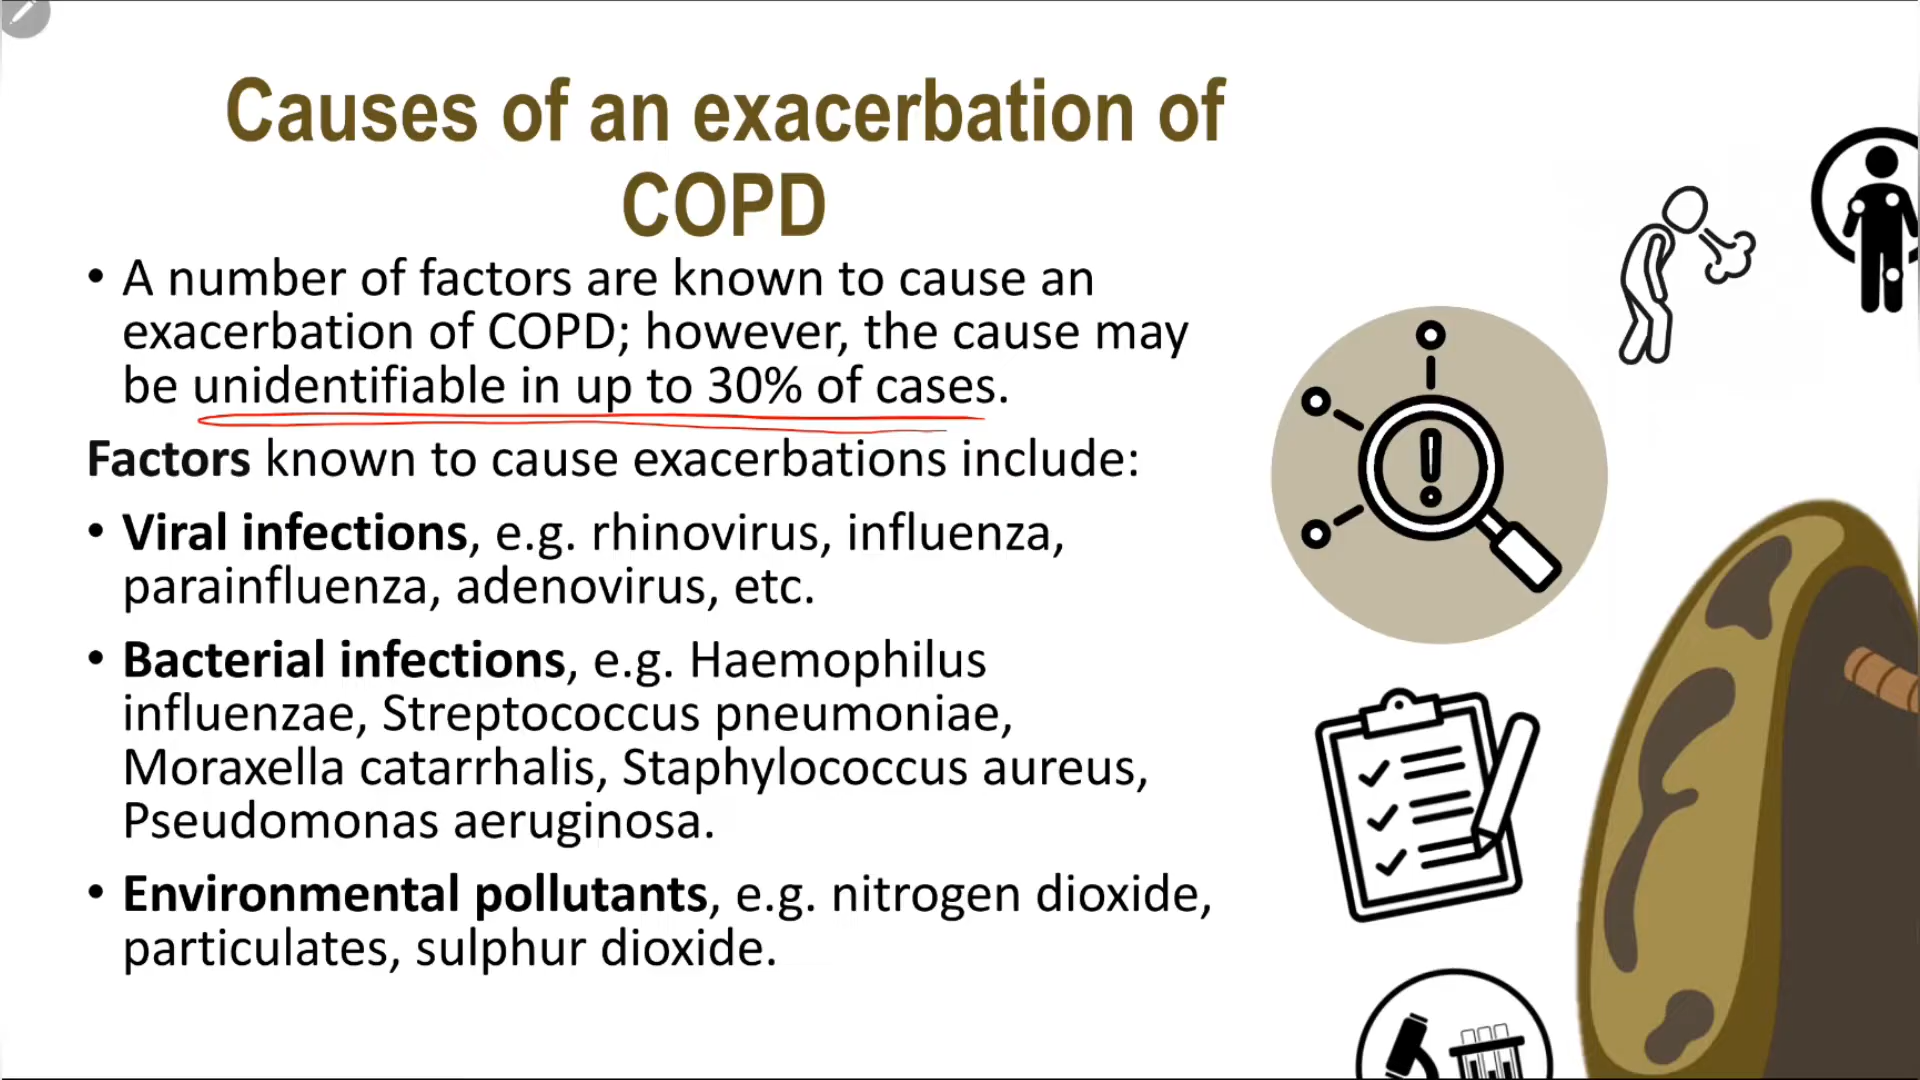 Causes of an exacerbation of
COPD
• A number of factors are known to cause an
exacerbation of COPD; however, the cause may
be unidentifiable in up to 30% of cases.
Factors known to cause exacerbations include:
• Viral infections, e.g. rhinovirus, influenza,
parainfluenza, adenovirus, etc.
• Bacterial infections, e.g. Haemophilus
influenzae, Streptococcus pneumoniae,
Moraxella catarrhalis, Staphylococcus aureus,
Pseudomonas aeruginosa.
• Environmental pollutants, e.g. nitrogen dioxide,
particulates, sulphur dioxide.